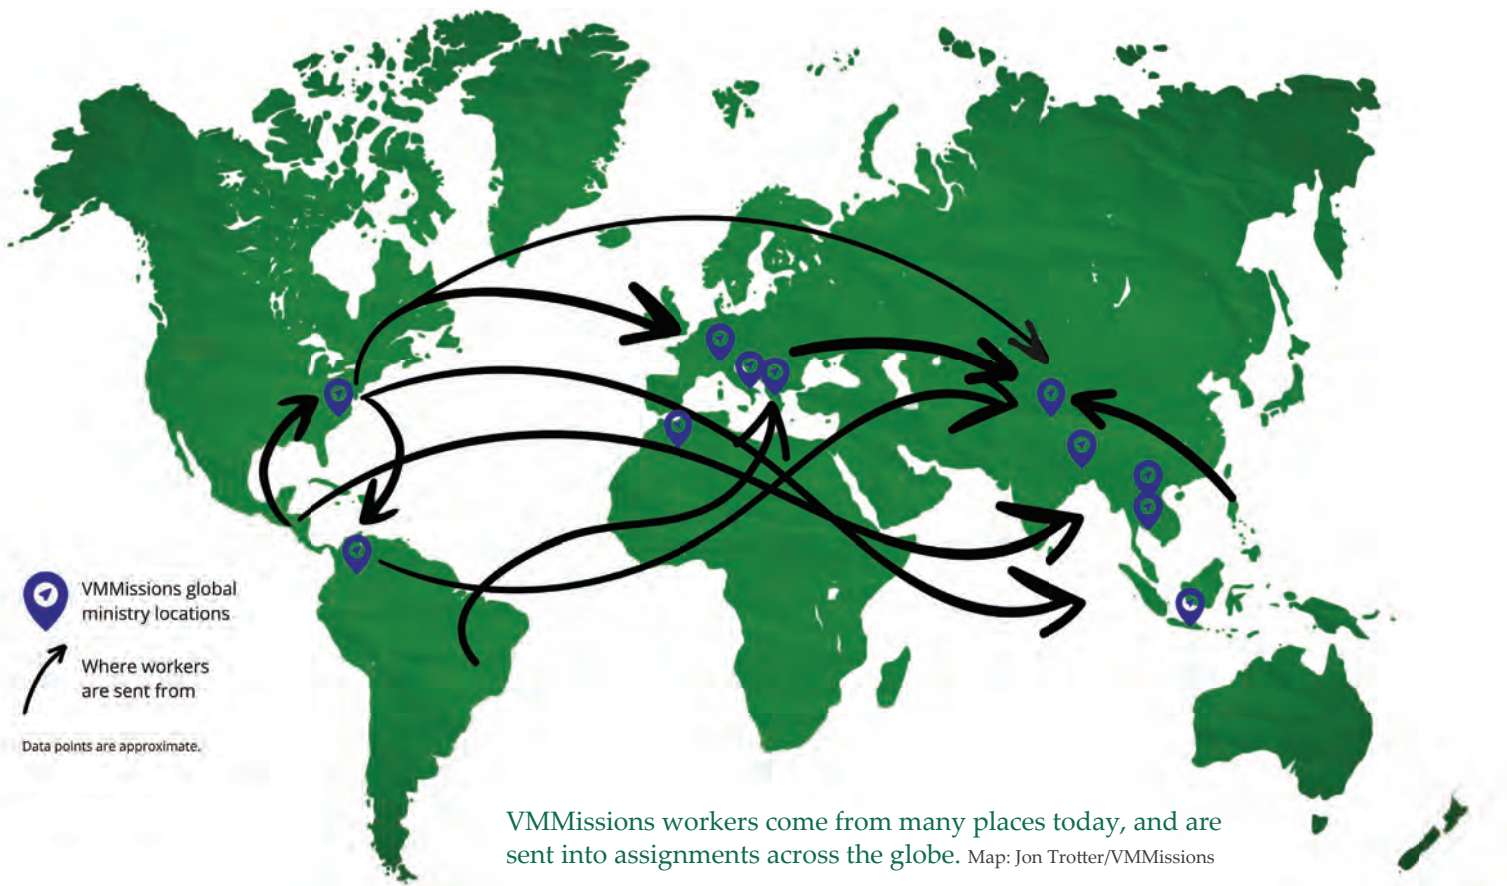 VMMissions global
ministry locations
Where workers
are sent from
Data points are approximate.
VMMissions workers come from many places today, and are
sent into assignments across the globe. Map: Jon Trotter/VMMissions